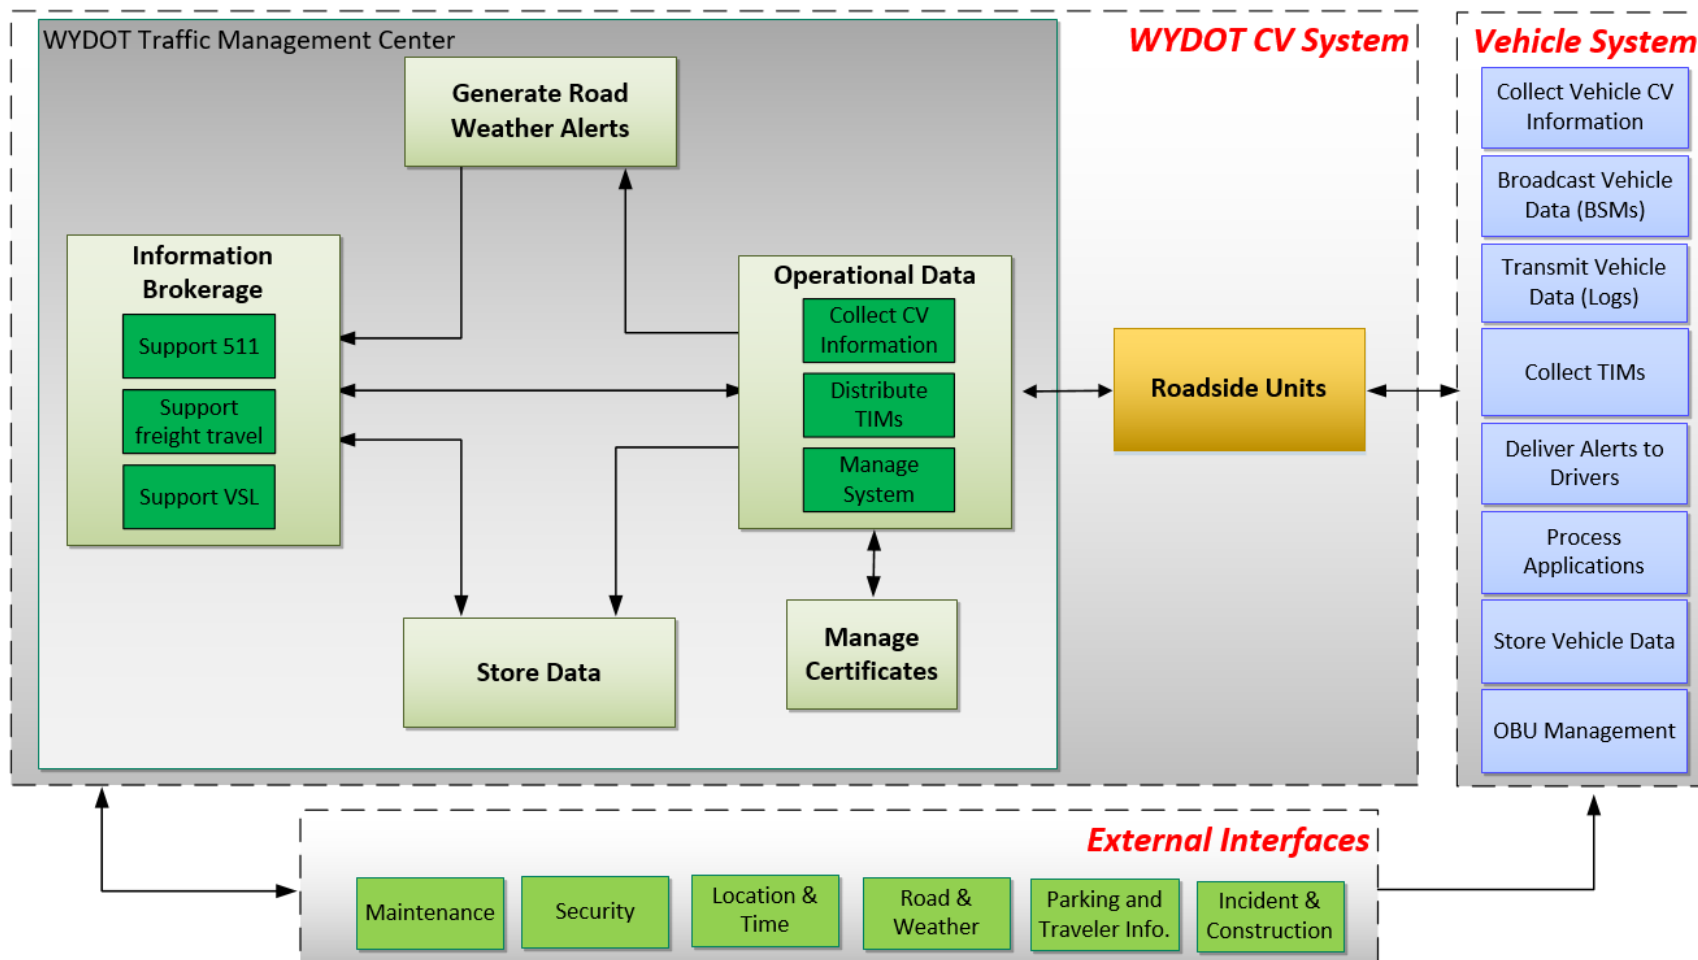 WYDOT Traffic Management Center
WYDOT CV System
Generate Road
Weather Alerts
Information
Brokerage
Support 511
Support
freight travel
Support VSL
Operational Data
Collect CV
Information
Distribute
TIMs
Manage
System
Store Data
Manage
Certificates
Roadside Units
Vehicle System
Collect Vehicle CV
Information
Broadcast Vehicle
Data (BSMs)
Transmit Vehicle
Data (Logs)
Collect TIMs
Deliver Alerts to
Drivers
Process
Applications
Store Vehicle Data
OBU Management
External Interfaces
Maintenance
Security
Location &
Time
Road &
Weather
Parking and
Traveler Info.
Incident &
Construction